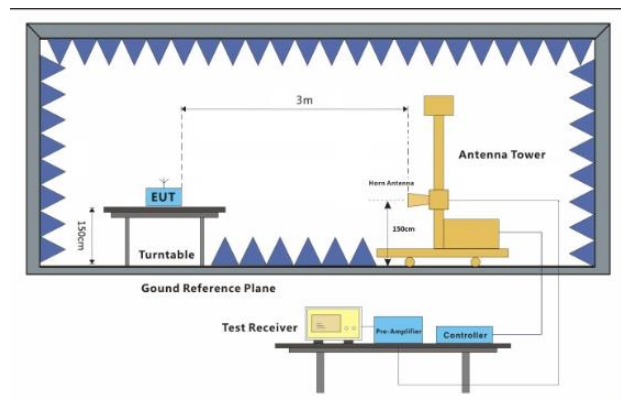 3m
Antenna Tower
Horn Antenna
EUT
150cm
150cm
Turntable
Gound Reference Plane
Test Receiver
Pre-Amplifier
Controller